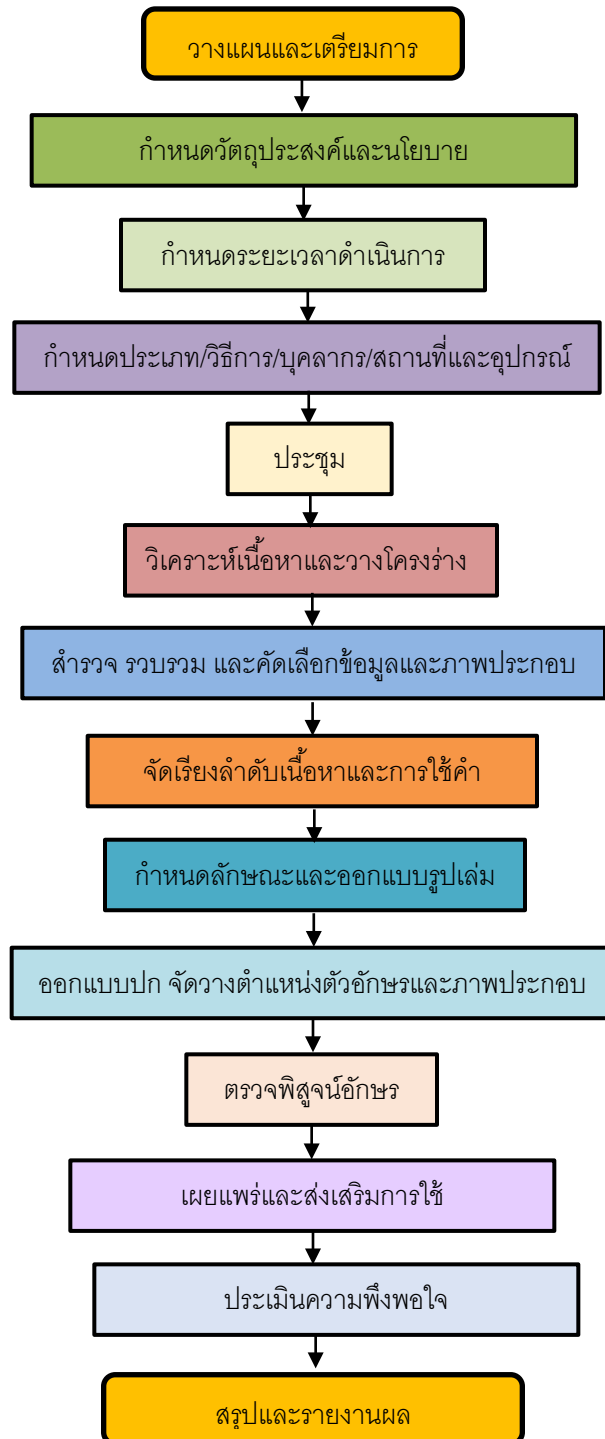 วางแผนและเตรียมการ
กำหนดวัตถุประสงค์และนโยบาย
กำหนดระยะเวลาดำเนินการ
กำหนดประเภท/วิธีการ/บุคลากร/สถานที่และอุปกรณ์
ประชุม
วิเคราะห์เนื้อหาและวางโครงร่าง
สำรวจ รวบรวม และคัดเลือกข้อมูลและภาพประกอบ
จัดเรียงลำดับเนื้อหาและการใช้คำ
กำหนดลักษณะและออกแบบรูปเล่ม
ออกแบบปก จัดวางตำแหน่งตัวอักษรและภาพประกอบ
ตรวจพิสูจน์อักษร
เผยแพร่และส่งเสริมการใช้
ประเมินความพึงพอใจ
สรุปและรายงานผล